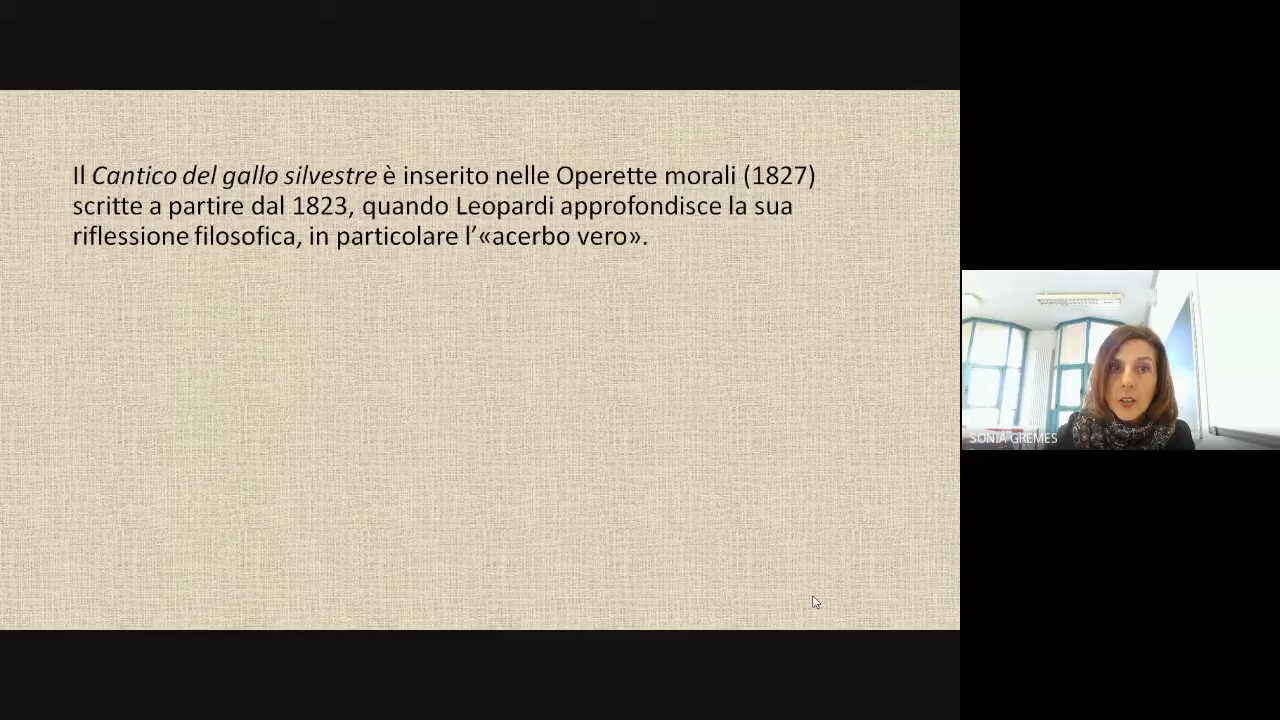 Il Cantico del gallo silvestre è inserito nelle Operette morali (1827)
scritte a partire dal 1823, quando Leopardi approfondisce la sua
riflessione filosofica, in particolare l’«acerbo vero».
SONIA GREMES